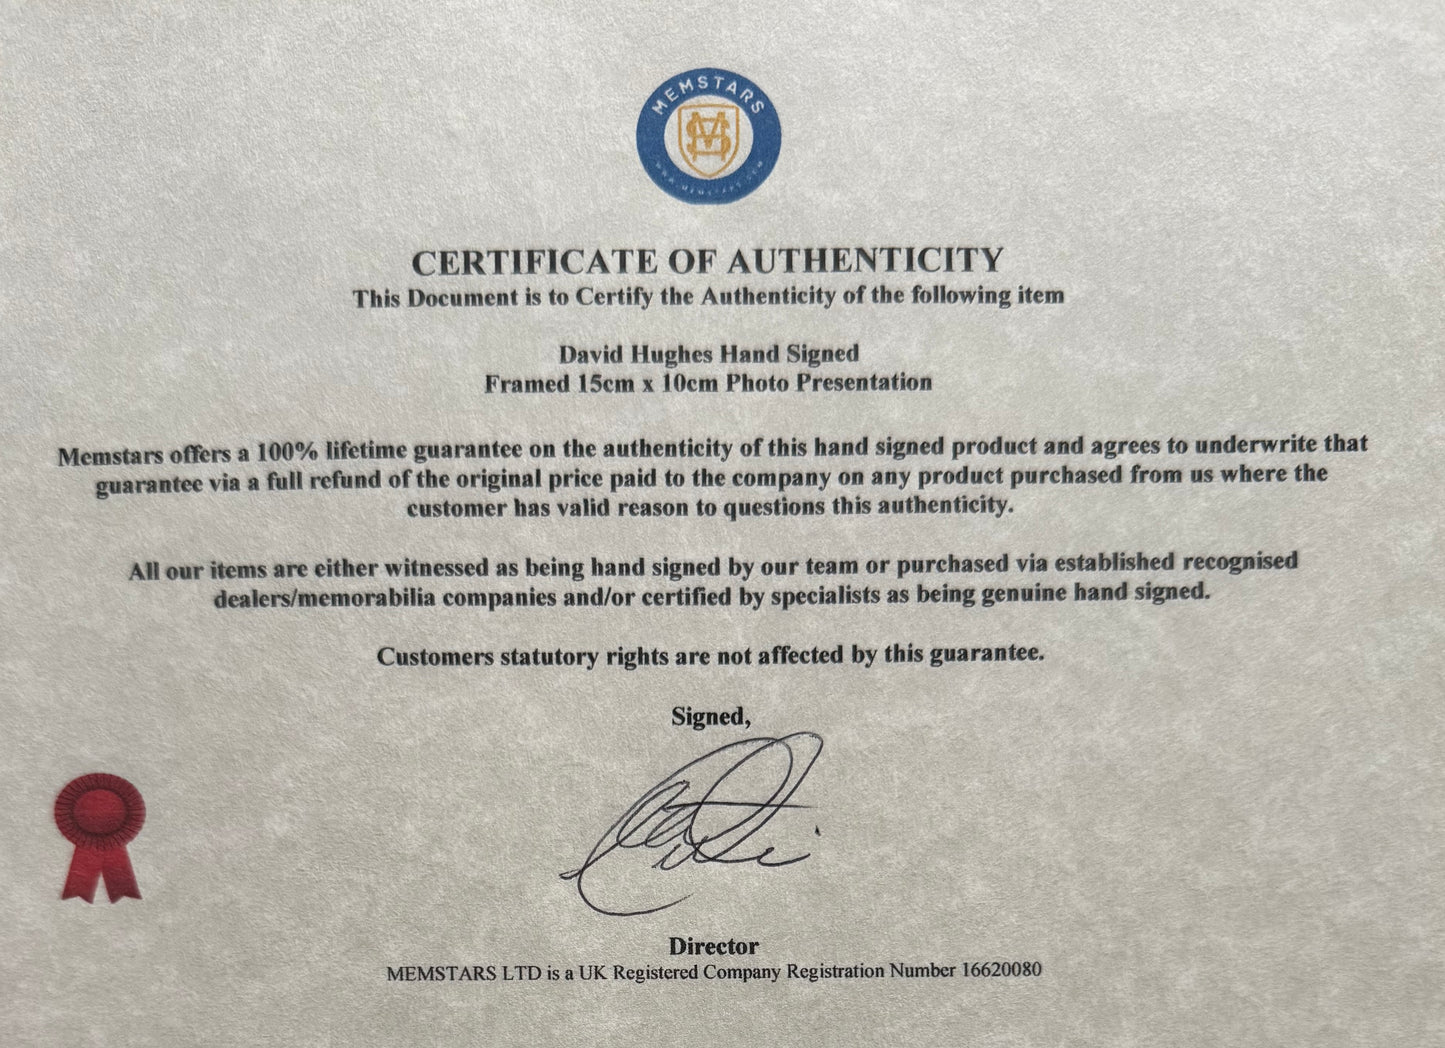 MEMSTARS
CERTIFICATE OF AUTHENTICITY
This Document is to Certify the Authenticity of the following item
David Hughes Hand Signed
Framed 15cm x 10cm Photo Presentation
Memstars offers a 100% lifetime guarantee on the authenticity of this hand signed product and agrees to underwrite that
guarantee via a full refund of the original price paid to the company on any product purchased from us where the
customer has valid reason to questions this authenticity.
All our items are either witnessed as being hand signed by our team or purchased via established recognised
dealers/memorabilia companies and/or certified by specialists as being genuine hand signed.
Customers statutory rights are not affected by this guarantee.
Signed,
Director
MEMSTARS LTD is a UK Registered Company Registration Number 16620080